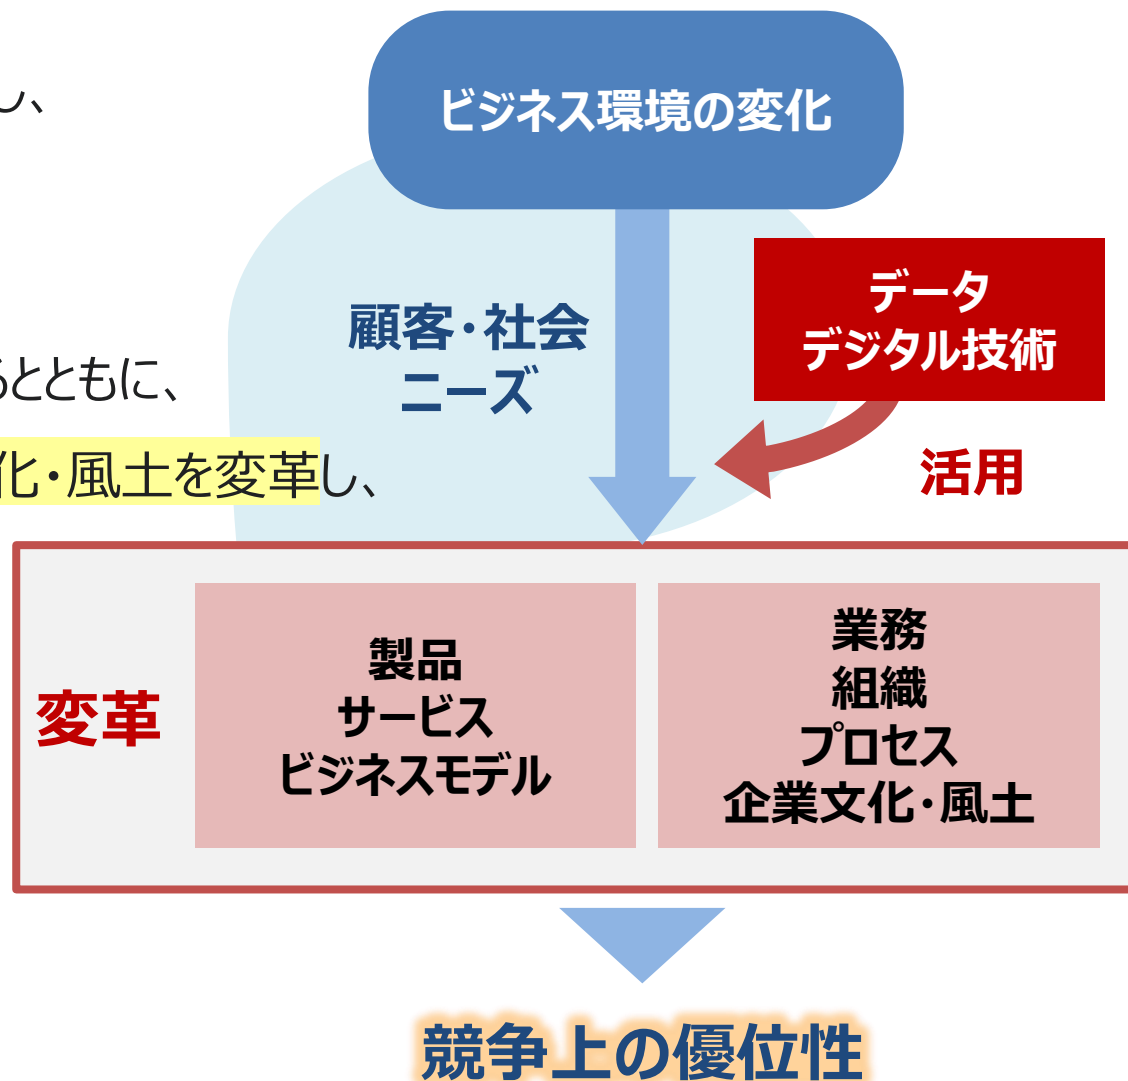 ビジネス環境の変化
し、
データ
デジタル技術
顧客・社会
ニーズ
るとともに、
活用
化・風土を変革し、
変革
製品
サービス
ビジネスモデル
業務
組織
プロセス
企業文化・風土
競争上の優位性